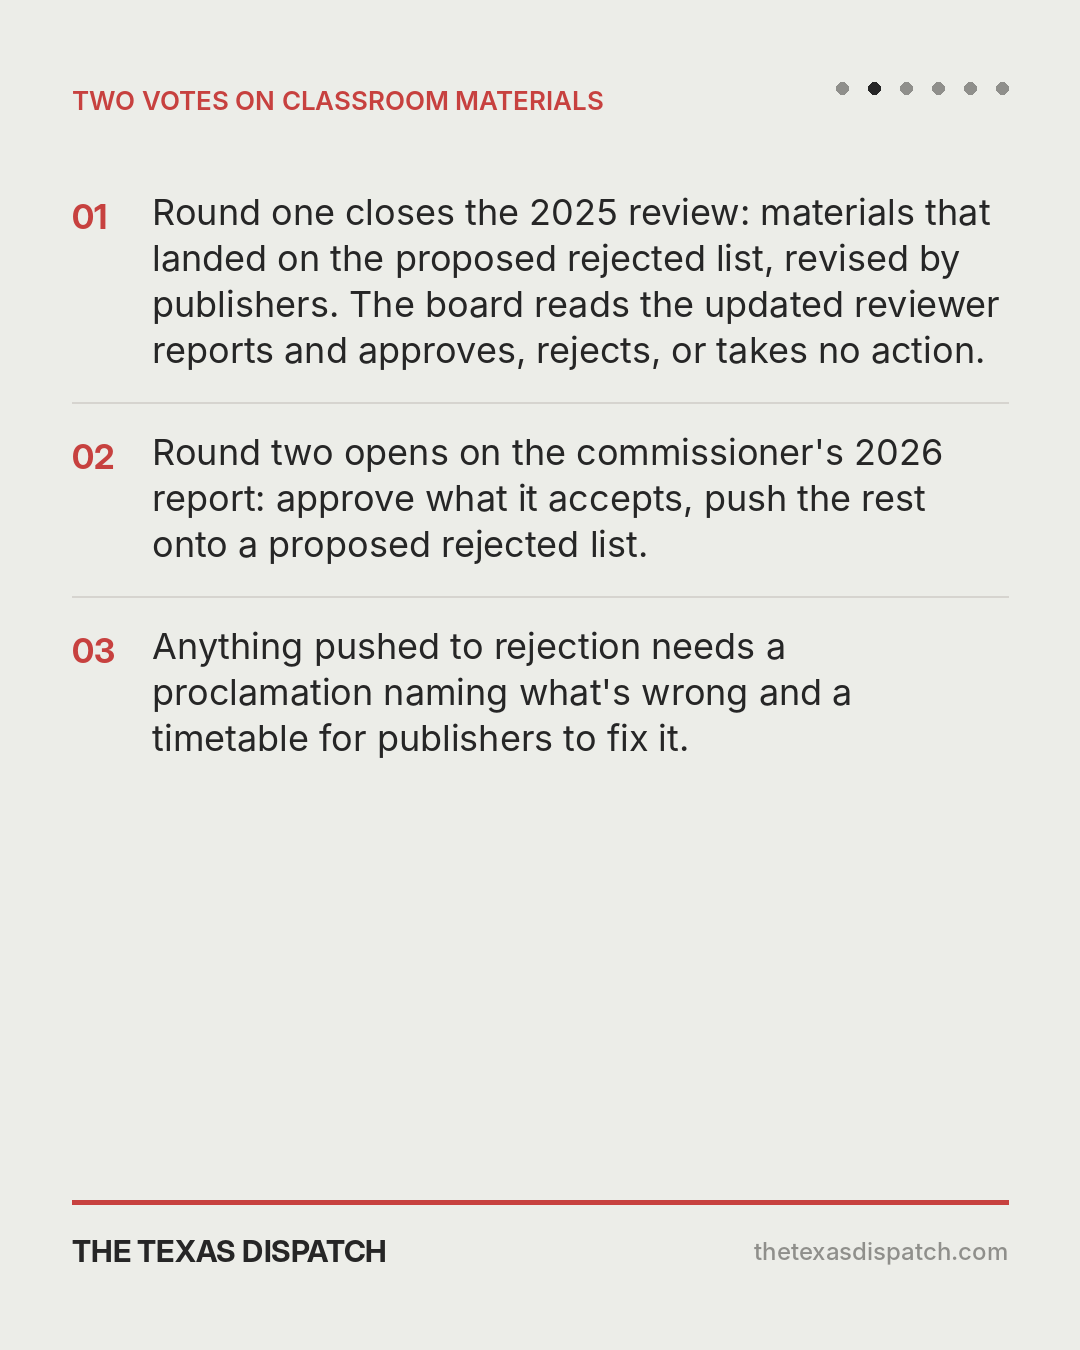 TWO VOTES ON CLASSROOM MATERIALS
01
Round one closes the 2025 review: materials that
landed on the proposed rejected list, revised by
publishers. The board reads the updated reviewer
reports and approves, rejects, or takes no action.
02
Round two opens on the commissioner's 2026
report: approve what it accepts, push the rest
onto a proposed rejected list.
03
Anything pushed to rejection needs a
proclamation naming what's wrong and a
timetable for publishers to fix it.
THE TEXAS DISPATCH
thetexasdispatch.com